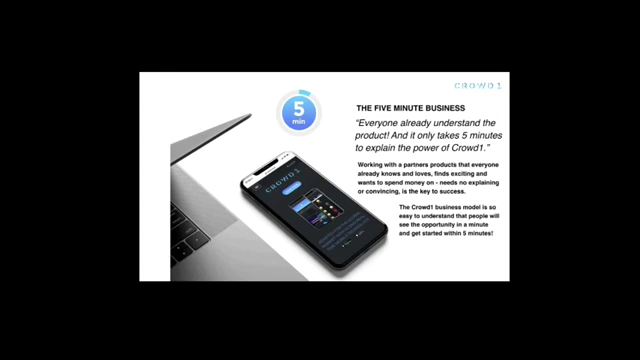 CROWD1
5
min
THE FIVE MINUTE BUSINESS
“Everyone already understand the
product! And it only takes 5 minutes
to explain the power of Crowd1.”
Working with a partners products that everyone
already knows and loves, finds exciting and
wants to spend money on - needs no explaining
or convincing, is the key to success.
The Crowd1 business model is so
easy to understand that people will
see the opportunity in a minute
and get started within 5 minutes!
CROWD1